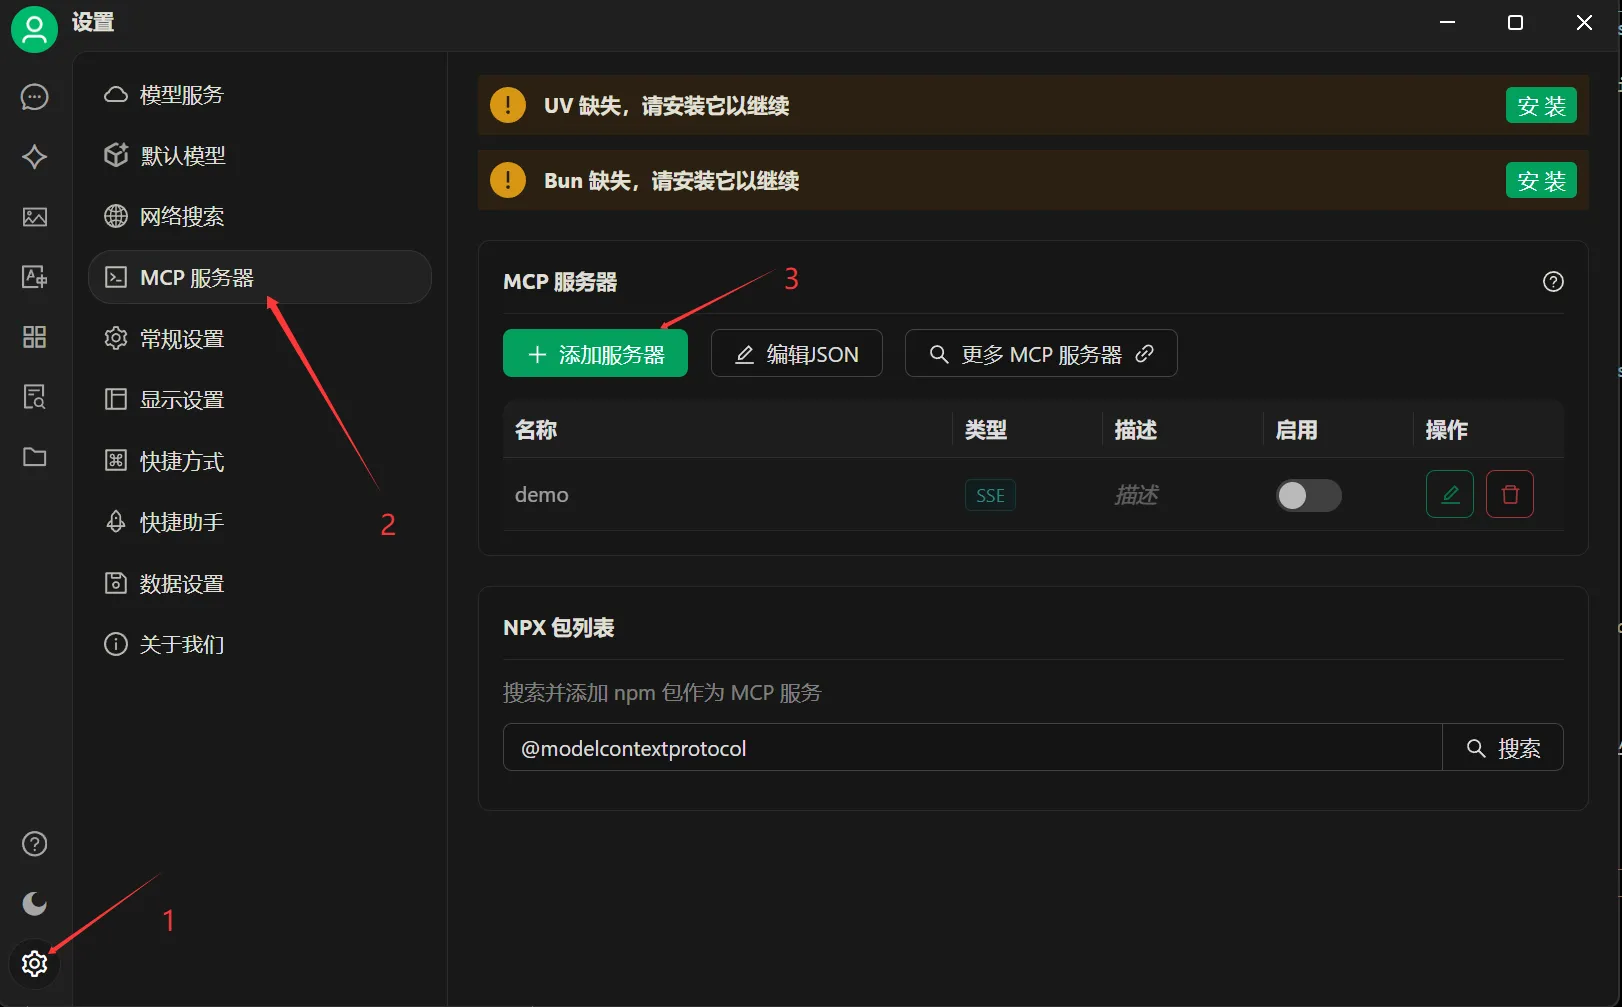 设置
模型服务
默认模型
网络搜索
MCP 服务器
常规设置
显示设置
快捷方式
快捷助手
数据设置
关于我们
1
2
UV 缺失，请安装它以继续
安 装
Bun 缺失，请安装它以继续
安 装
MCP 服务器
3
添加服务器
编辑JSON
更多 MCP 服务器
名称 类型 描述 启用 操作
demo SSE 描述
NPX 包列表
搜索并添加 npm 包作为 MCP 服务
@modelcontextprotocol
搜索